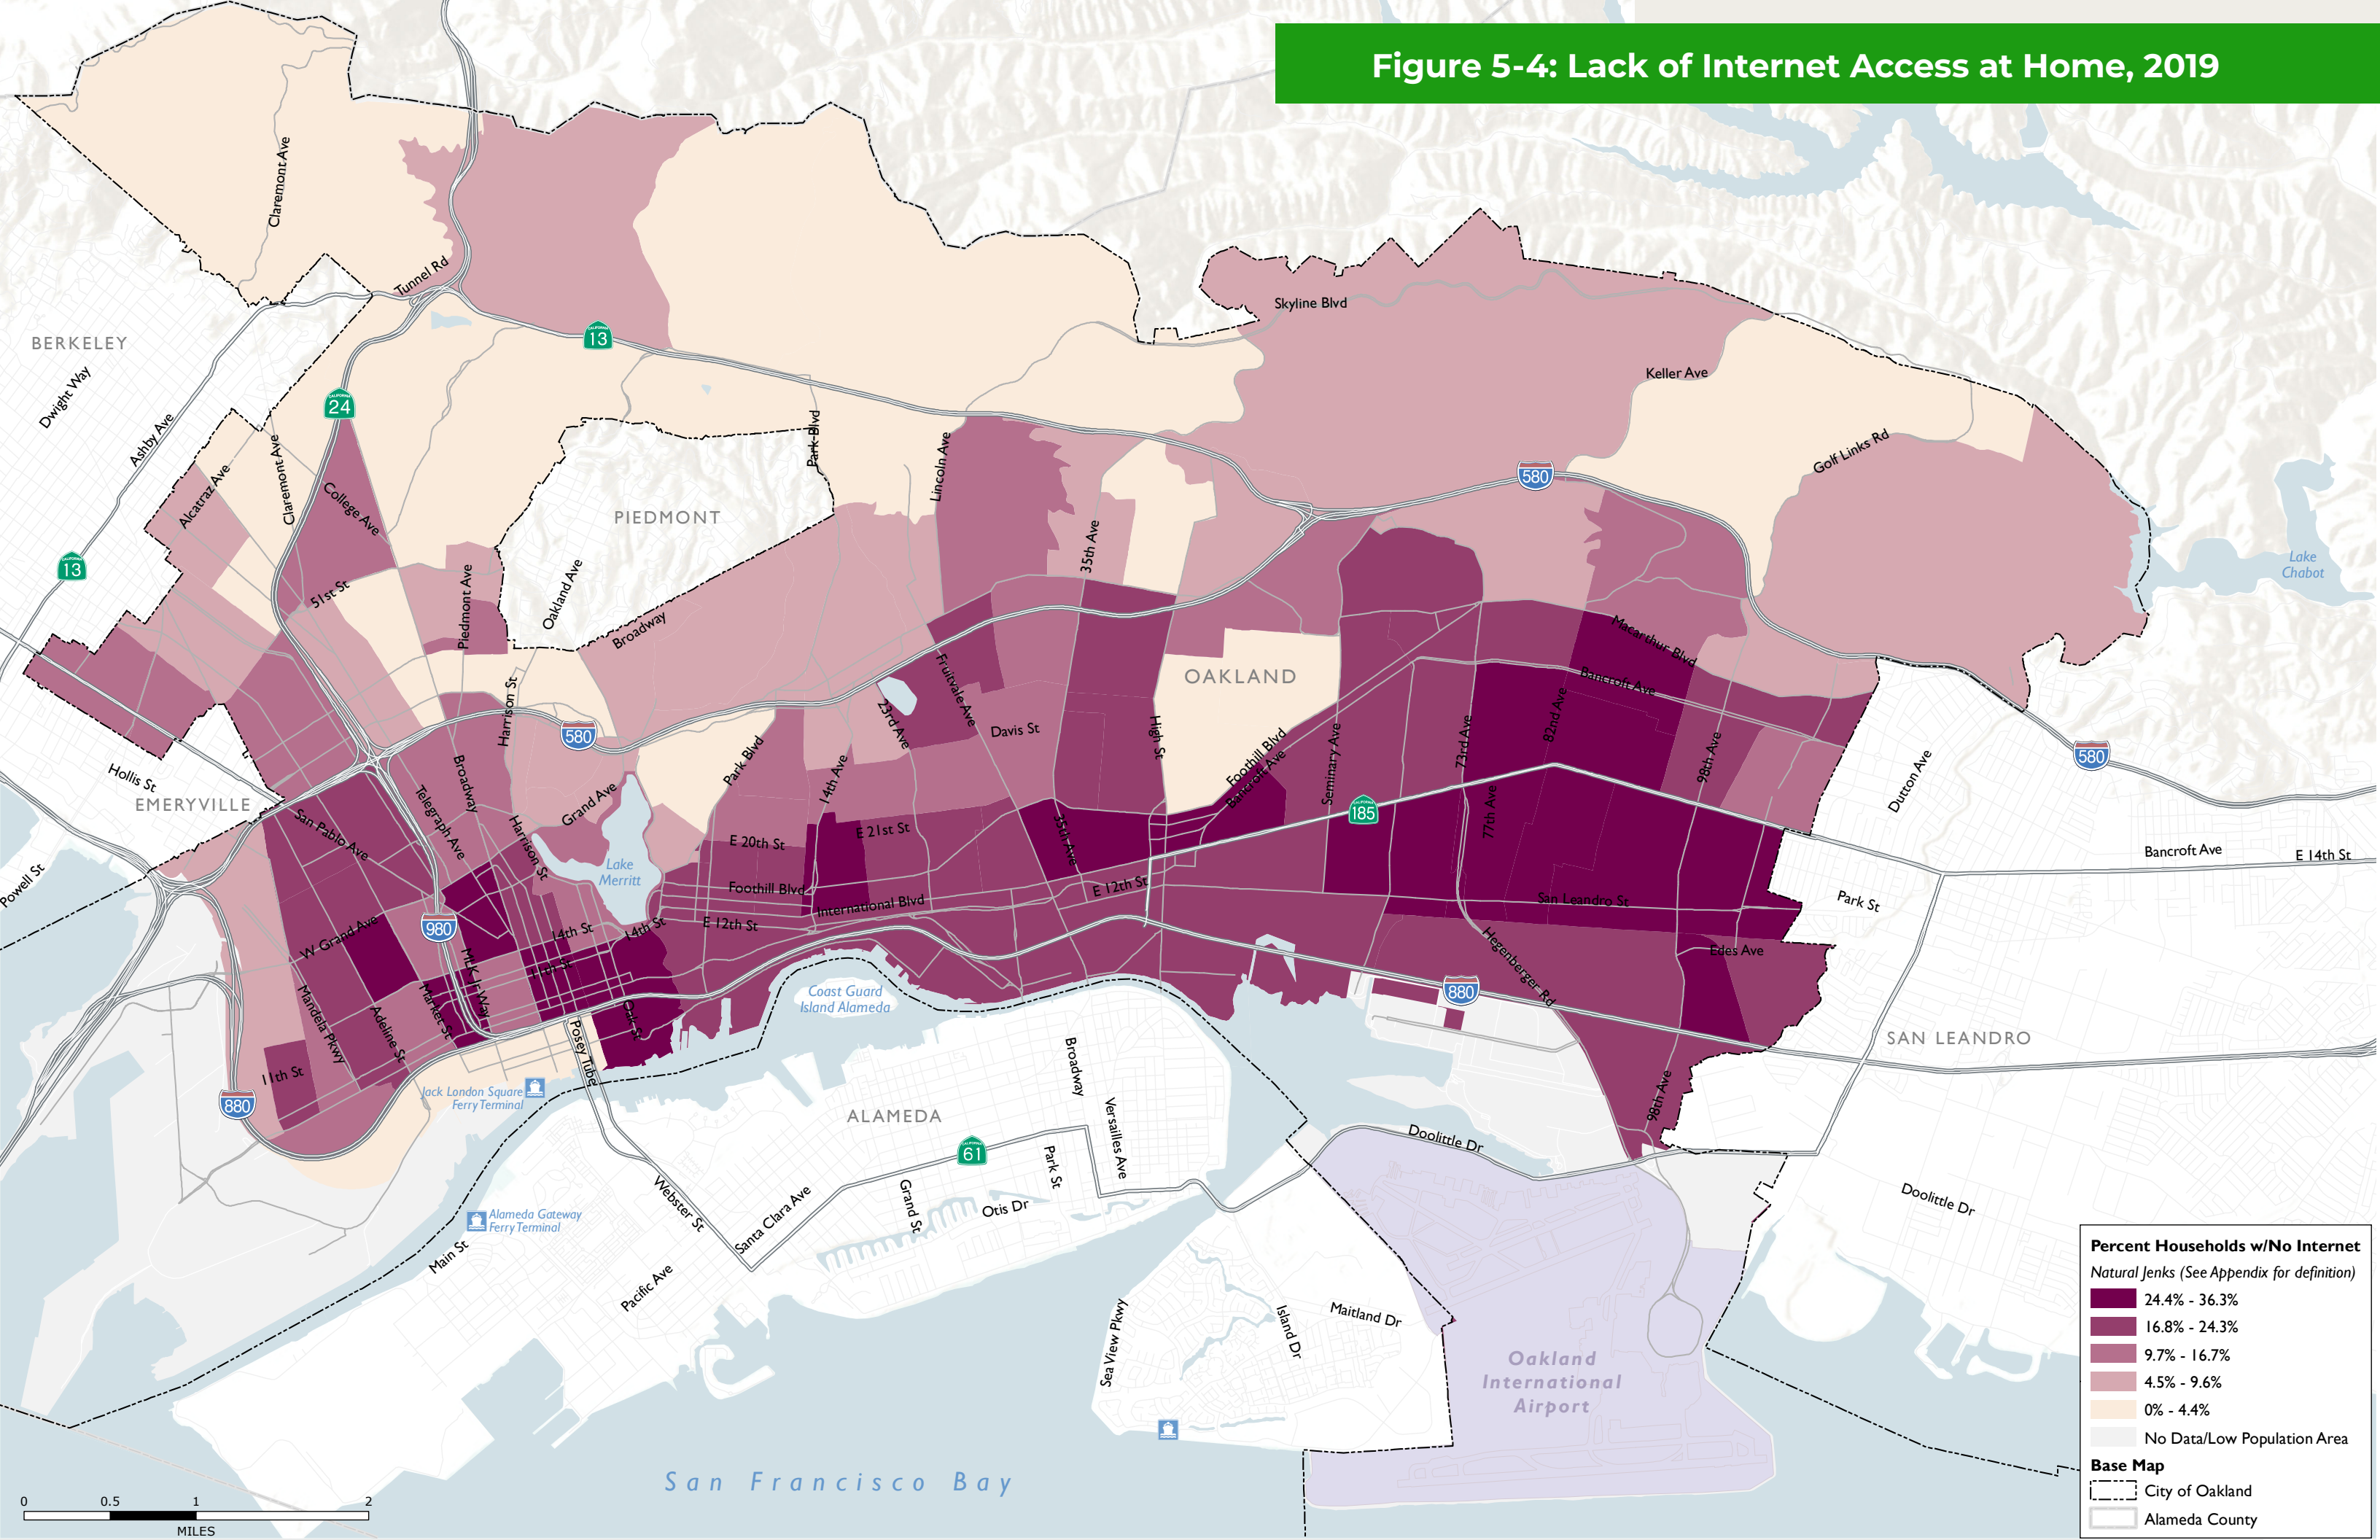 Figure 5-4: Lack of Internet Access at Home, 2019
Claremont Ave
Tunnel Rd
BERKELEY
Dwight Way
Ashby Ave
13
24
13
Alcatraz Ave
Claremont Ave
College Ave
51st St
Piedmont Ave
PIEDMONT
Oakland Ave
Broadway
Park Blvd
Lincoln Ave
35th Ave
Skyline Blvd
Keller Ave
Golf Links Rd
580
Lake
Chabot
OAKLAND
Macarthur Blvd
Bancroft Ave
Hollis St
EMERYVILLE
Powell St
San Pablo Ave
Telegraph Ave
Broadway
Harrison St
Harrison St
580
Grand Ave
Lake
Merritt
Park Blvd
14th Ave
23rd Ave
Fruitvale Ave
Davis St
High St
35th Ave
Foothill Blvd
Bancroft Ave
Seminary Ave
73rd Ave
77th Ave
82nd Ave
98th Ave
185
580
Dutton Ave
Bancroft Ave
E 14th St
Park St
San Leandro St
Edes Ave
Hegenberger Rd
880
98th Ave
SAN LEANDRO
E 20th St
E 21st St
Foothill Blvd
International Blvd
E 12th St
E 12th St
14th St
14th St
11th St
W Grand Ave
980
MLK Jr Way
Market St
Adeline St
Mandela Pkwy
11th St
880
Oak St
Posey Tube
Jack London Square
Ferry Terminal
Coast Guard
Island Alameda
ALAMEDA
Broadway
Versailles Ave
Park St
61
Grand St
Otis Dr
Santa Clara Ave
Webster St
Alameda Gateway
Ferry Terminal
Main St
Pacific Ave
Doolittle Dr
Doolittle Dr
Sea View Pkwy
Island Dr
Maitland Dr
Oakland
International
Airport
San Francisco Bay
0 0.5 1 2
MILES
Percent Households w/No Internet
Natural Jenks (See Appendix for definition)
24.4% - 36.3%
16.8% - 24.3%
9.7% - 16.7%
4.5% - 9.6%
0% - 4.4%
No Data/Low Population Area
Base Map
City of Oakland
Alameda County